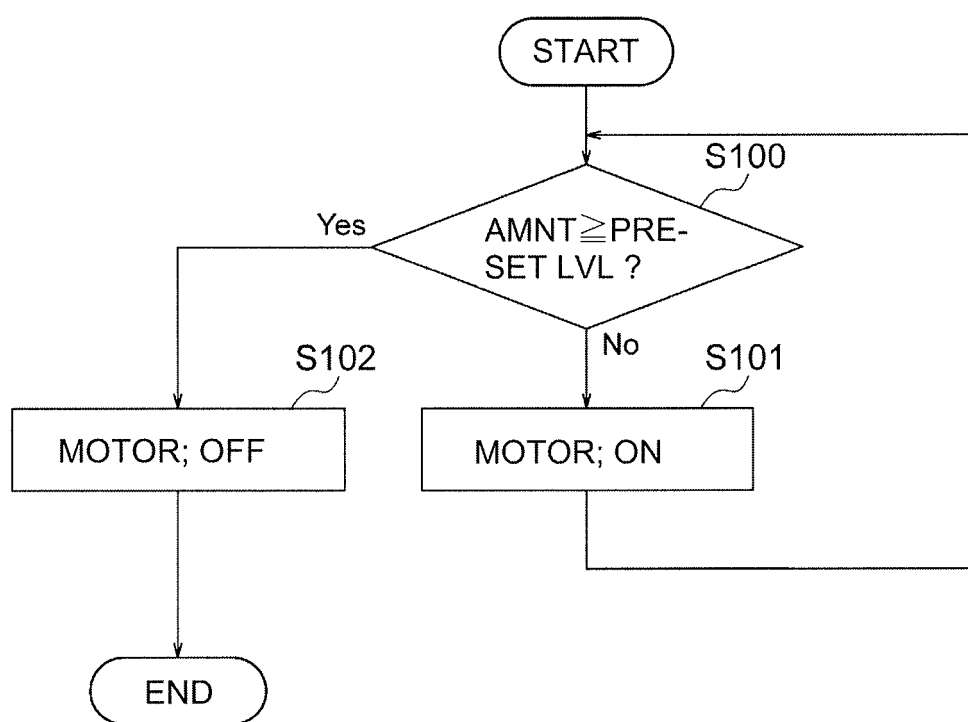 START
S100
Yes
AMNT≧PRE-
SET LVL ?
No
S102
S101
MOTOR; OFF
MOTOR; ON
END